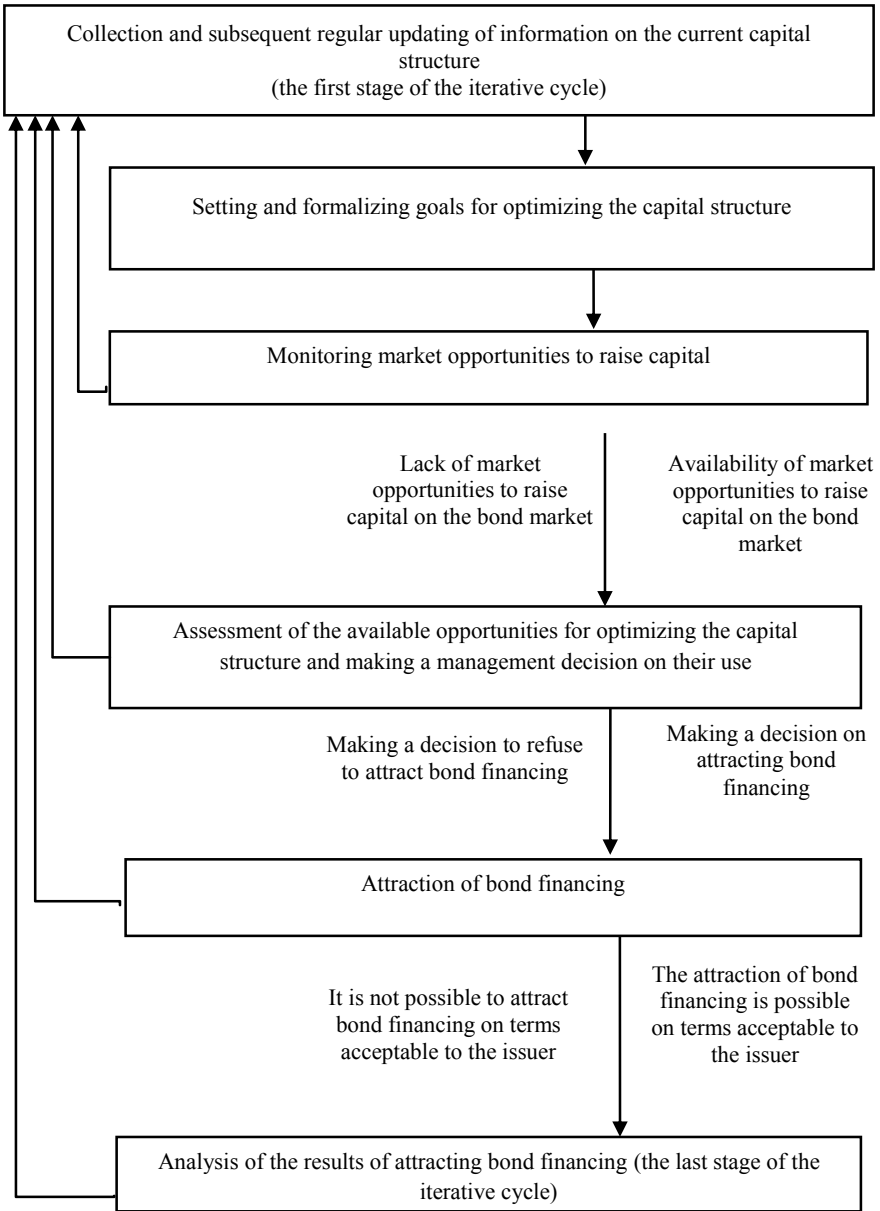 Collection and subsequent regular updating of information on the current capital
structure
(the first stage of the iterative cycle)
Setting and formalizing goals for optimizing the capital structure
Monitoring market opportunities to raise capital
Lack of market
opportunities to raise
capital on the bond market
Availability of market
opportunities to raise
capital on the bond
market
Assessment of the available opportunities for optimizing the capital
structure and making a management decision on their use
Making a decision to refuse
to attract bond financing
Making a decision on
attracting bond
financing
Attraction of bond financing
It is not possible to attract
bond financing on terms
acceptable to the issuer
The attraction of bond
financing is possible
on terms acceptable to
the issuer
Analysis of the results of attracting bond financing (the last stage of the
iterative cycle)